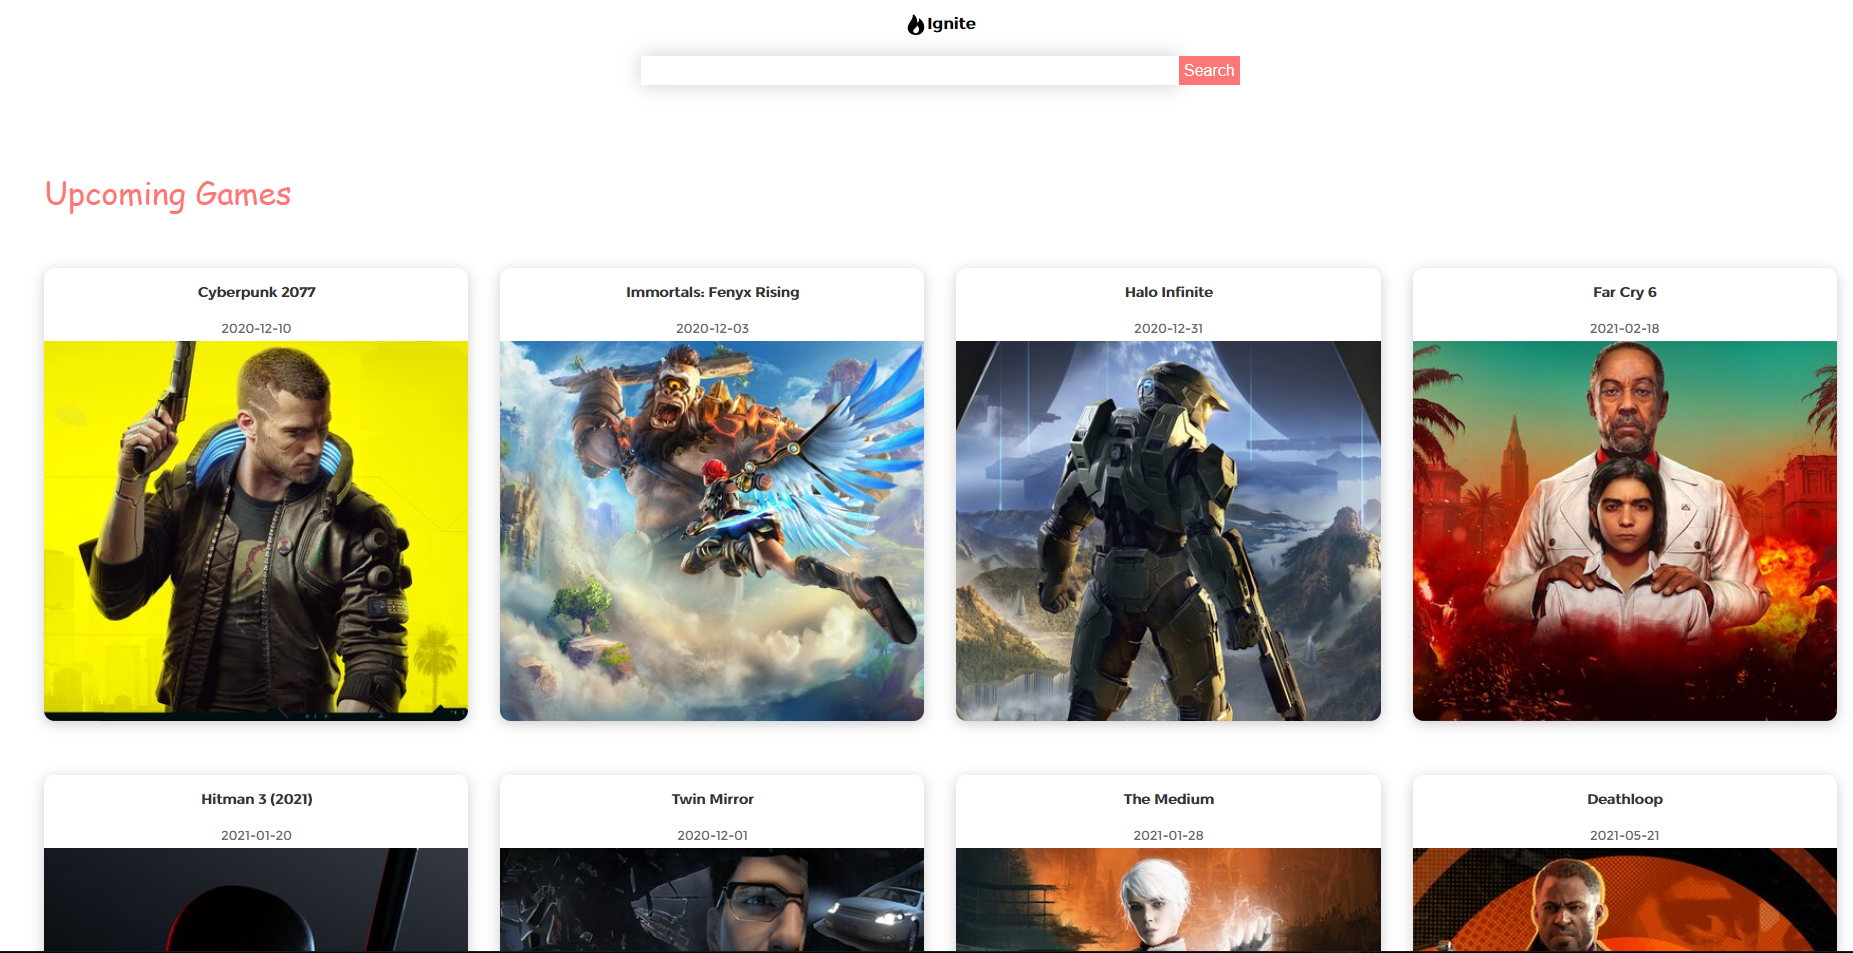 Ignite
Search
Upcoming Games
Cyberpunk 2077
2020-12-10
Immortals: Fenyx Rising
2020-12-03
Halo Infinite
2020-12-31
Far Cry 6
2021-02-18
Hitman 3 (2021)
2021-01-20
Twin Mirror
2020-12-01
The Medium
2021-01-28
Deathloop
2021-05-21